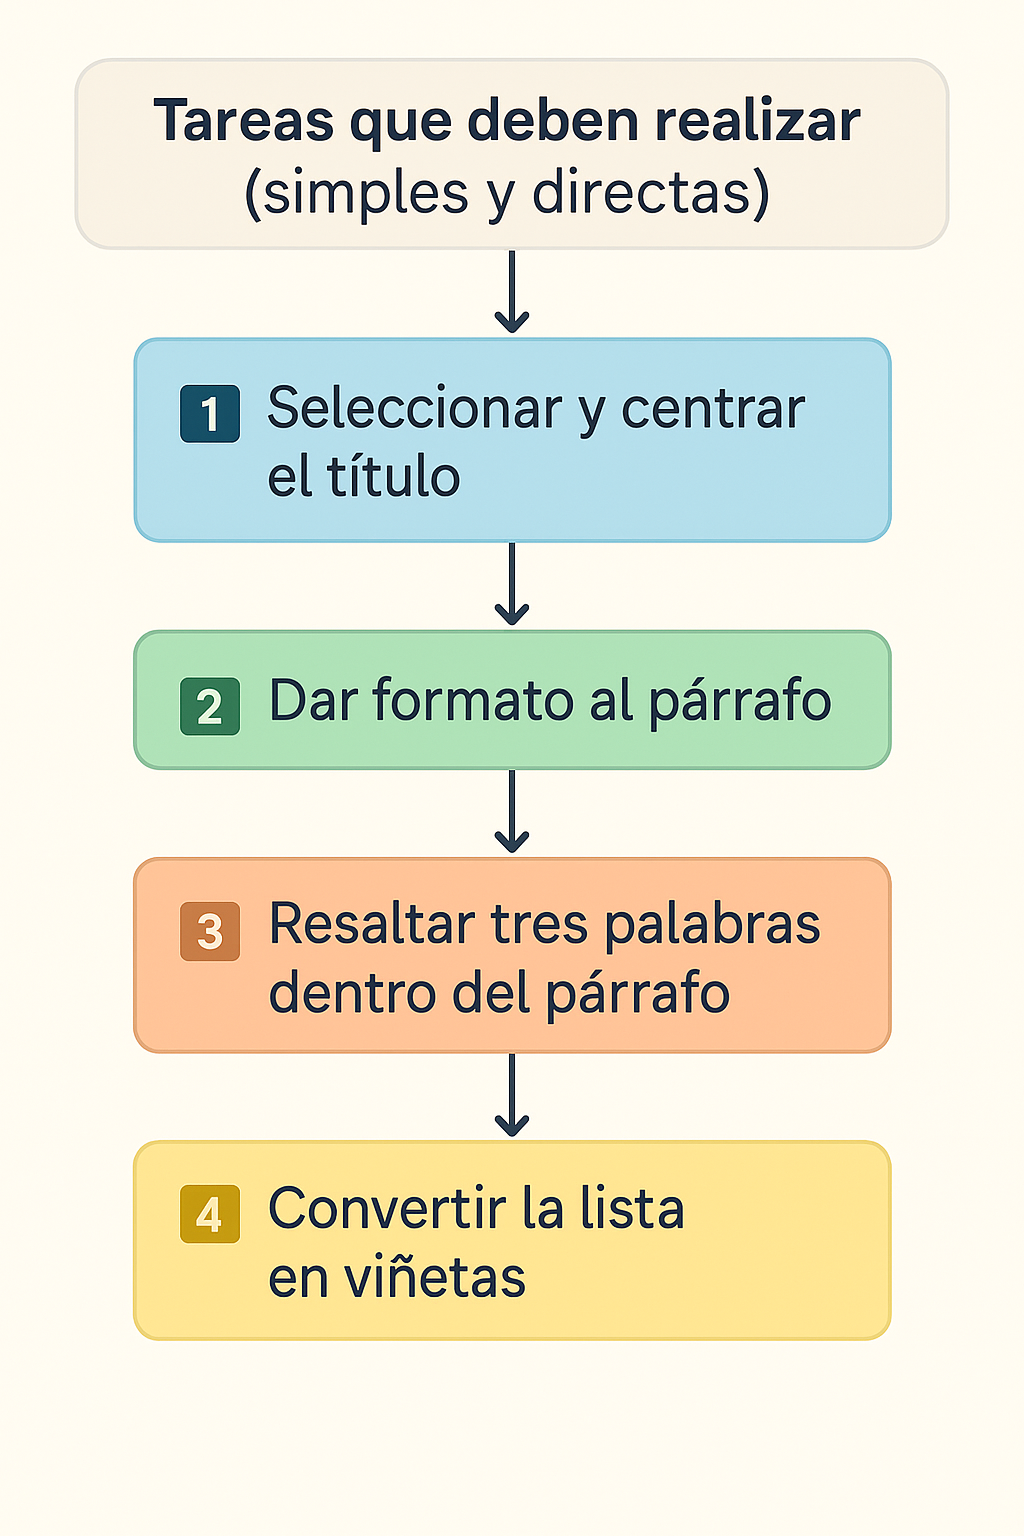 Tareas que deben realizar
(simples y directas)
1 Seleccionar y centrar
el título
2 Dar formato al párrafo
3 Resaltar tres palabras
dentro del párrafo
4 Convertir la lista
en viñetas